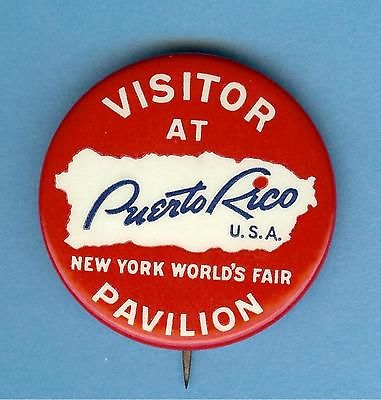 VISITOR
AT
Puerto Rico
U.S.A.
NEW YORK WORLD'S FAIR
PAVILION